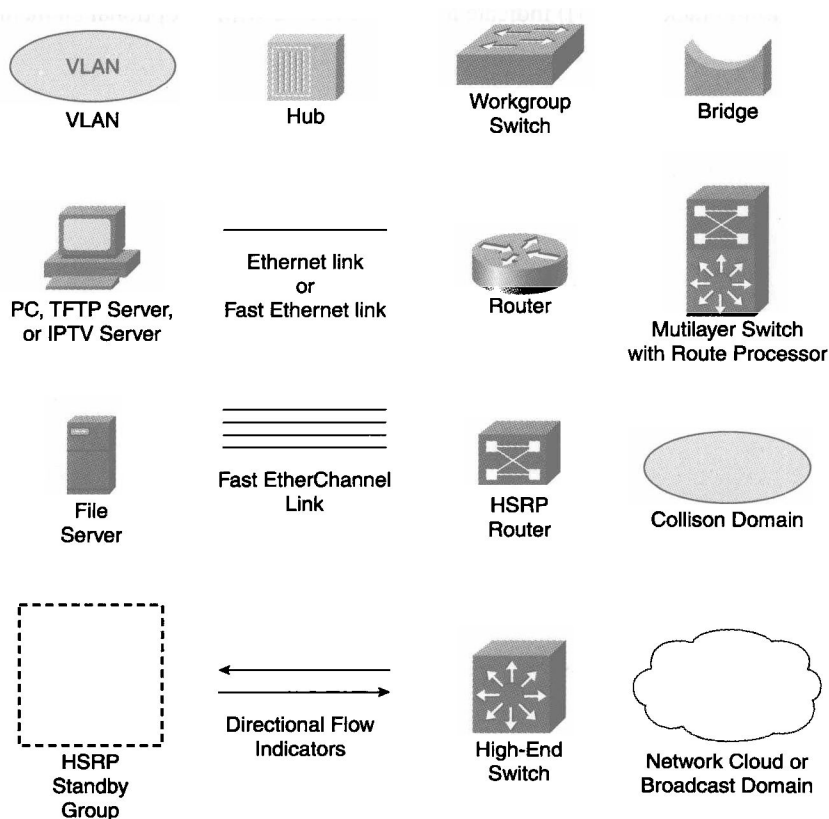 VLAN
VLAN
Hub
Workgroup
Switch
Bridge
PC, TFTP Server,
or IPTV Server
Ethernet link
or
Fast Ethernet link
Router
Mutilayer Switch
with Route Processor
File
Server
Fast EtherChannel
Link
HSRP
Router
Collison Domain
HSRP
Standby
Group
Directional Flow
Indicators
High-End
Switch
Network Cloud or
Broadcast Domain